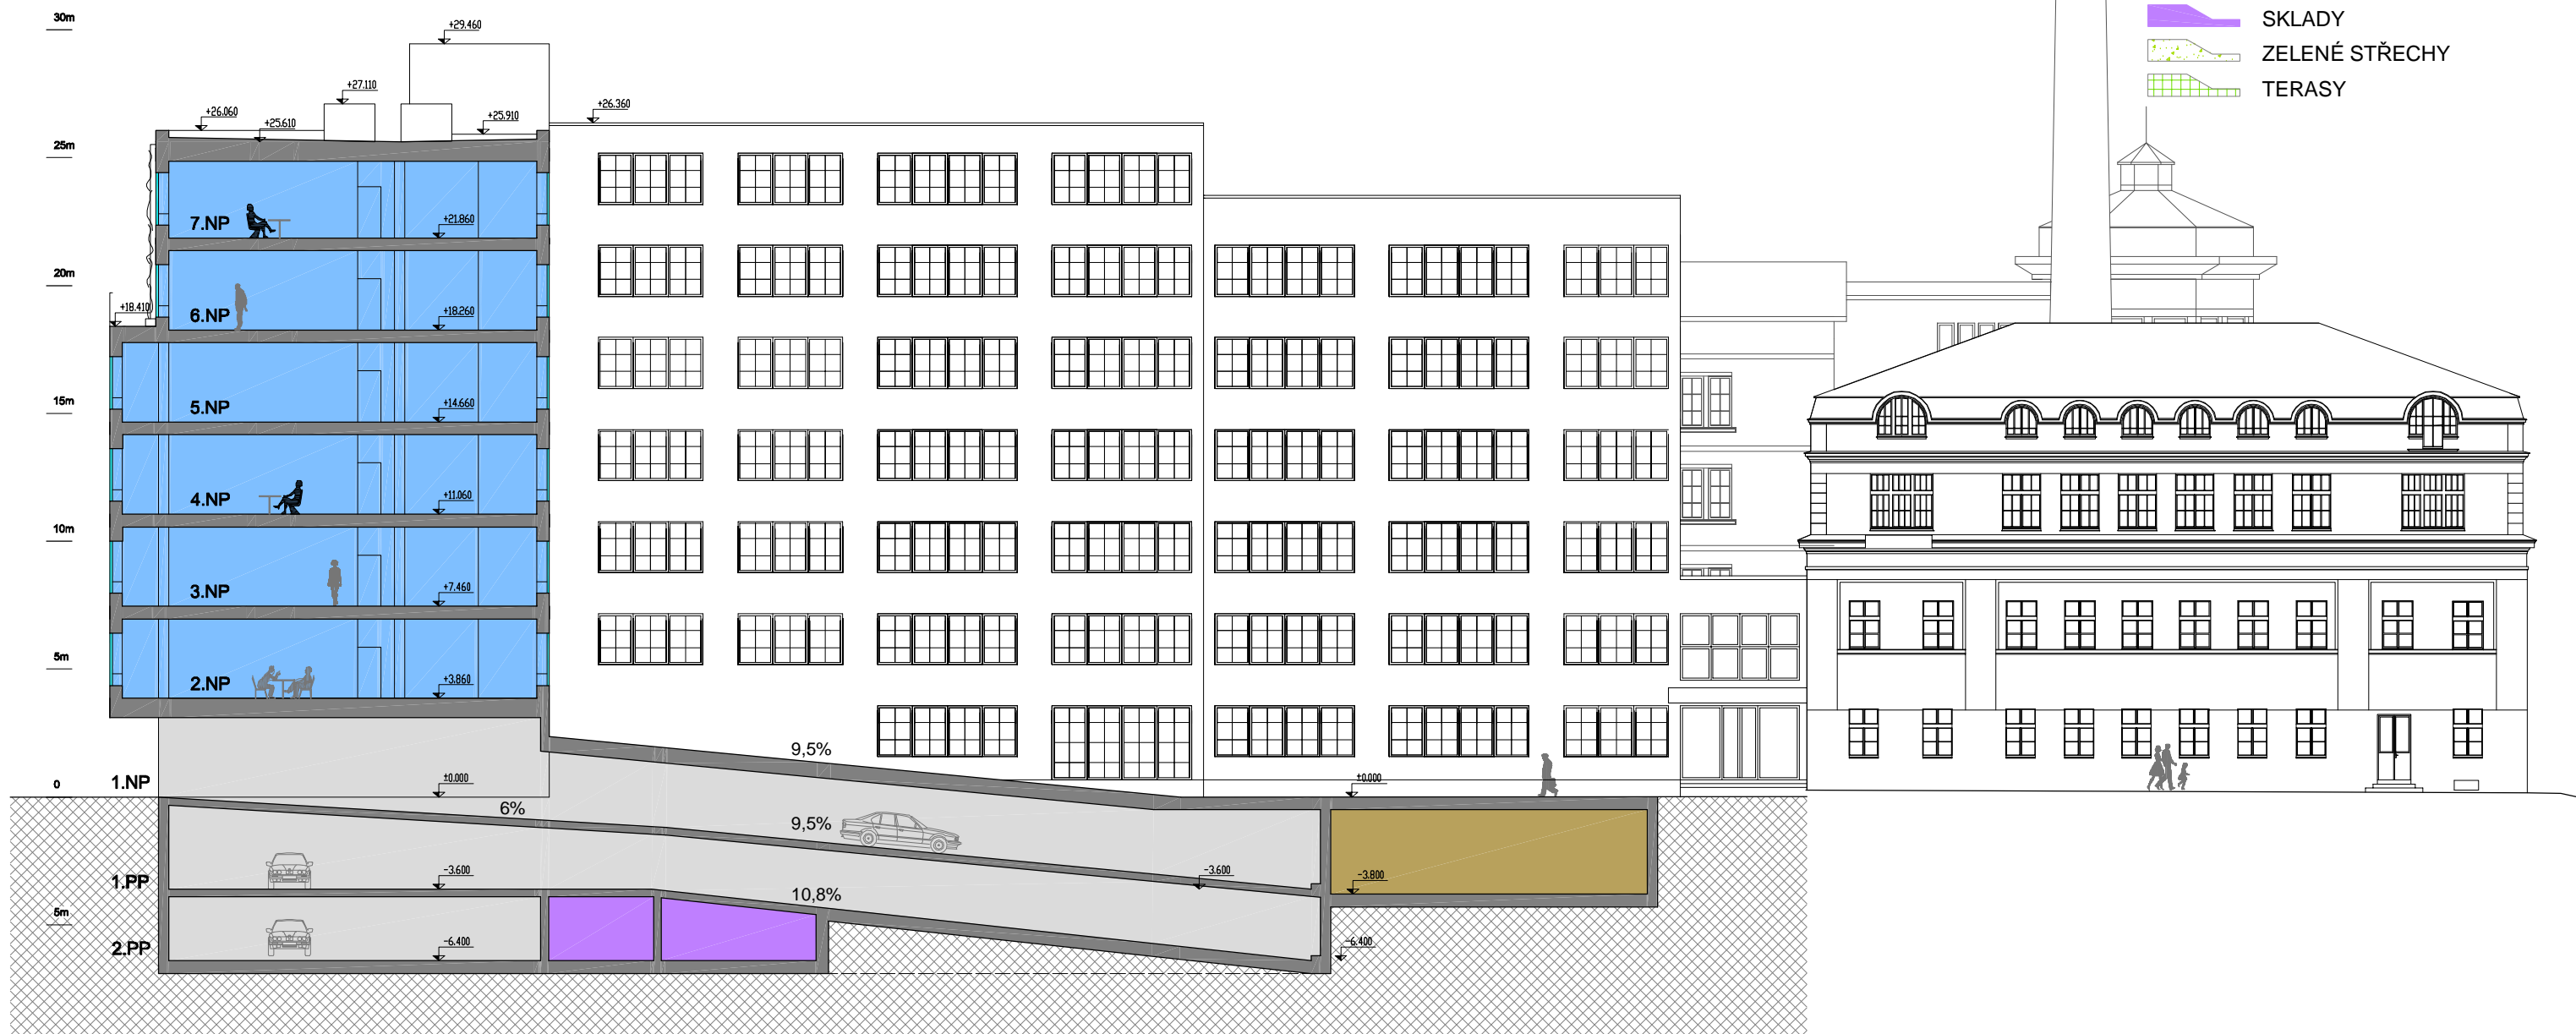 30m
+29.460
SKLADY
ZELENÉ STŘECHY
TERASY
+27.110
+26.060
+25.610
+25.910
+26.360
25m
7.NP
+21.860
20m
+18.410
6.NP
+18.260
15m
5.NP
+14.660
4.NP
+11.060
10m
3.NP
+7.460
5m
2.NP
+3.860
9,5%
0
1.NP
±0.000
±0.000
6%
9,5%
1.PP
-3.600
-3.600
-3.800
10,8%
5m
2.PP
-6.400
-6.400